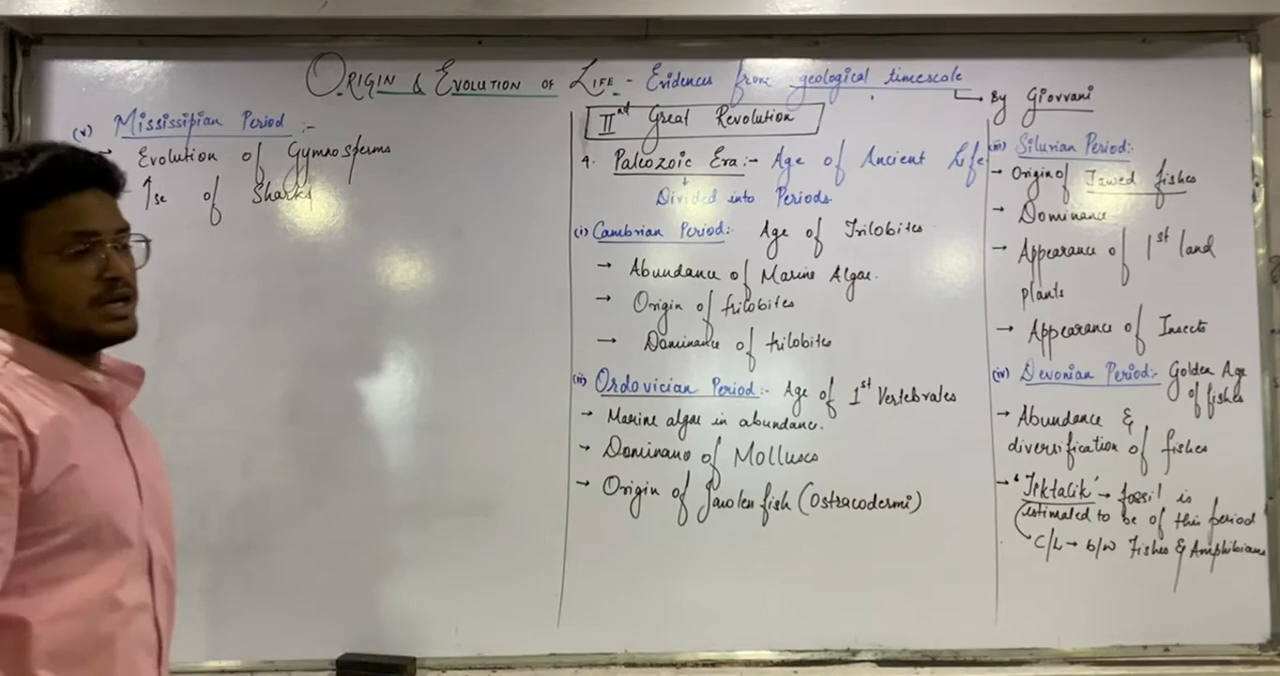 ORIGIN & EVOLUTION OF LIFE - Evidences from geological timescale
By Giovvani
(v) Mississipian Period :-
→ Evolution of Gymnosperms
↑se of Sharks
IInd Great Revolution
4. Paleozoic Era :- Age of Ancient Life
↓
Divided into Periods
(i) Cambrian Period :- Age of Trilobites
→ Abundance of Marine Algae.
→ Origin of trilobites
→ Dominance of trilobites
(ii) Ordovician Period :- Age of 1st Vertebrates
→ Marine algae in abundance.
→ Dominanc of Molluscs
→ Origin of Jawless fish (Ostracodermi)
(iii) Silurian Period :-
→ Origin of Jawed fishes
→ Dominance
→ Appearance of 1st land
plants
→ Appearance of Insects
(iv) Devonian Period :- Golden Age
of fishes
→ Abundance &
diversification of fishes
→ 'Tiktalik' → fossil is
estimated to be of this period
C/L → b/w Fishes & Amphibians